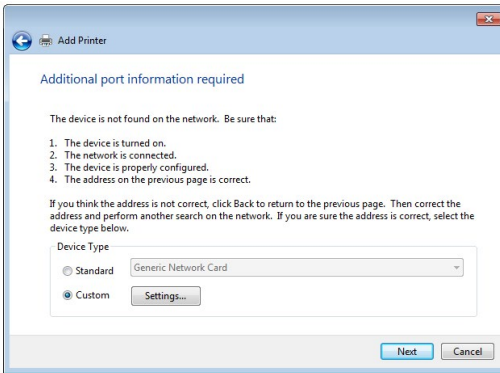 Add Printer
Additional port information required
The device is not found on the network. Be sure that:
1. The device is turned on.
2. The network is connected.
3. The device is properly configured.
4. The address on the previous page is correct.
If you think the address is not correct, click Back to return to the previous page. Then correct the
address and perform another search on the network. If you are sure the address is correct, select the
device type below.
Device Type
Standard Generic Network Card
Custom Settings...
Next Cancel